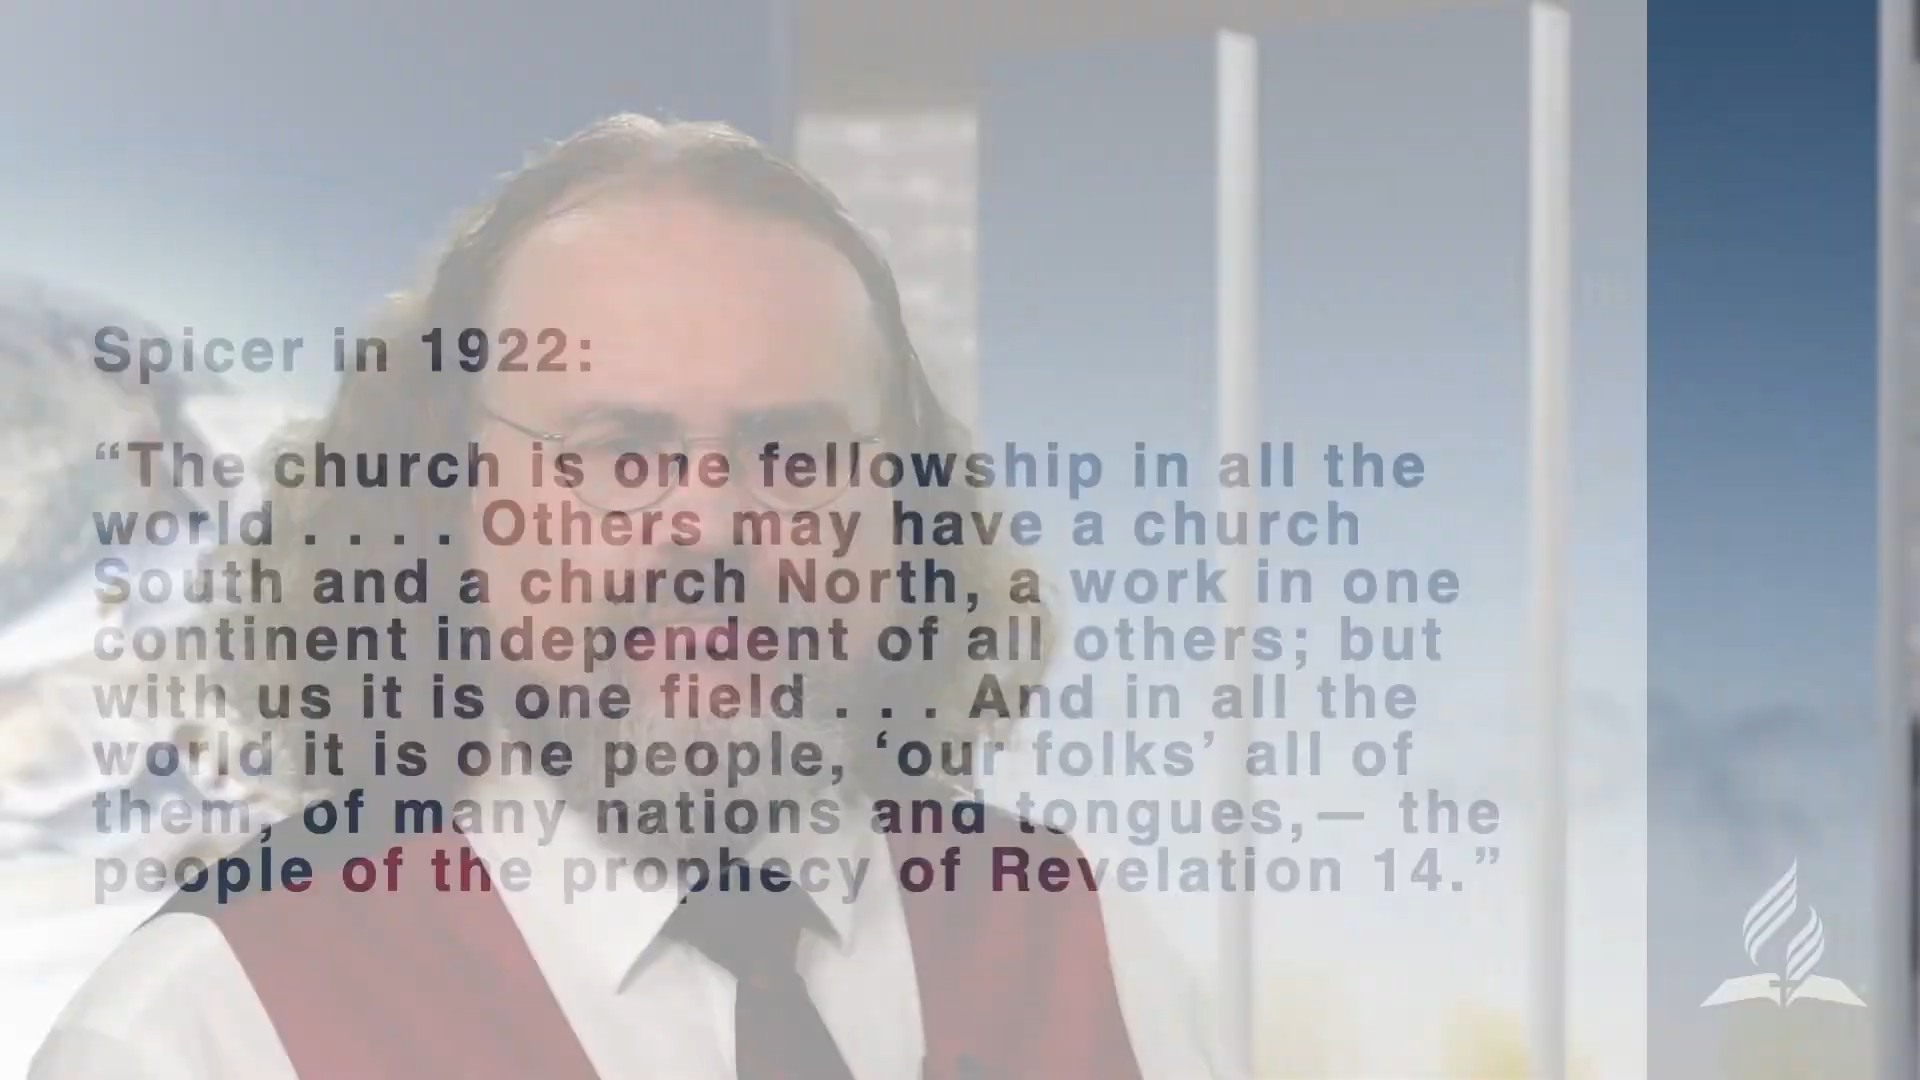 Spicer in 1922:
“The church is one fellowship in all the
world . . . . Others may have a church
South and a church North, a work in one
continent independent of all others; but
with us it is one field . . . And in all the
world it is one people, ‘our folks’ all of
them, of many nations and tongues,— the
people of the prophecy of Revelation 14.”